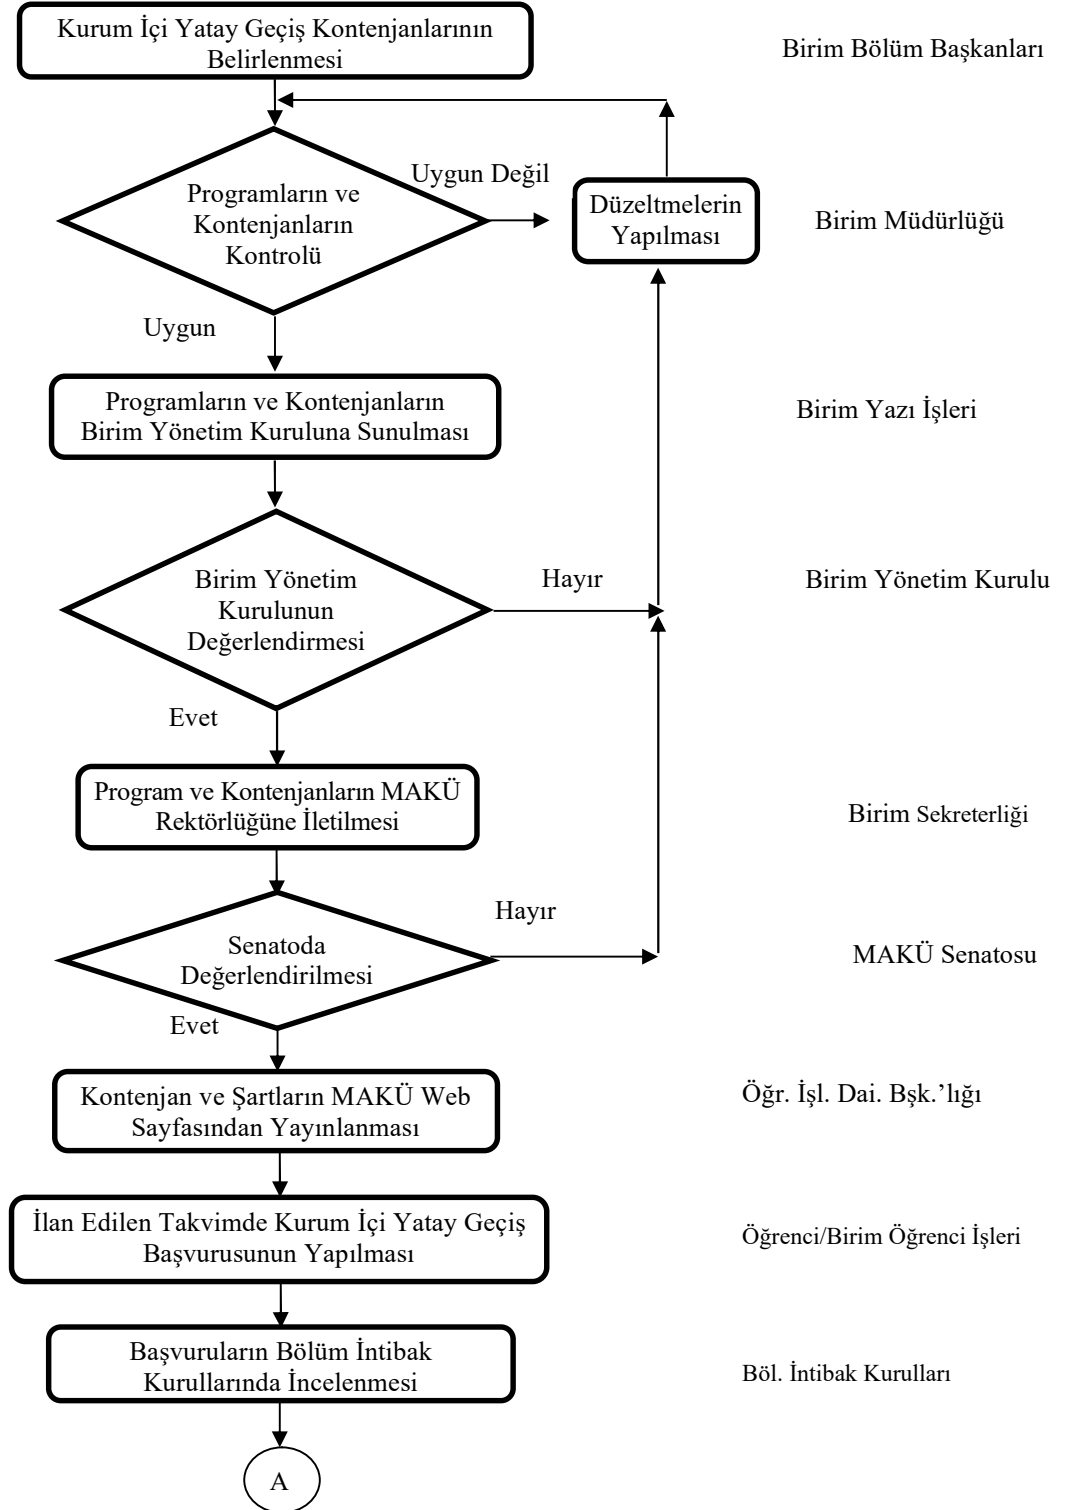 Kurum İçi Yatay Geçiş Kontenjanlarının
Belirlenmesi
Birim Bölüm Başkanları
Programların ve
Kontenjanların
Kontrolü
Uygun Değil
Düzeltmelerin
Yapılması
Birim Müdürlüğü
Uygun
Programların ve Kontenjanların
Birim Yönetim Kuruluna Sunulması
Birim Yazı İşleri
Birim Yönetim
Kurulunun
Değerlendirmesi
Hayır
Birim Yönetim Kurulu
Evet
Program ve Kontenjanların MAKÜ
Rektörlüğüne İletilmesi
Birim Sekreterliği
Senatoda
Değerlendirilmesi
Hayır
MAKÜ Senatosu
Evet
Kontenjan ve Şartların MAKÜ Web
Sayfasından Yayınlanması
Öğr. İşl. Dai. Bşk.’lığı
İlan Edilen Takvimde Kurum İçi Yatay Geçiş
Başvurusunun Yapılması
Öğrenci/Birim Öğrenci İşleri
Başvuruların Bölüm İntibak
Kurullarında İncelenmesi
Böl. İntibak Kurulları
A